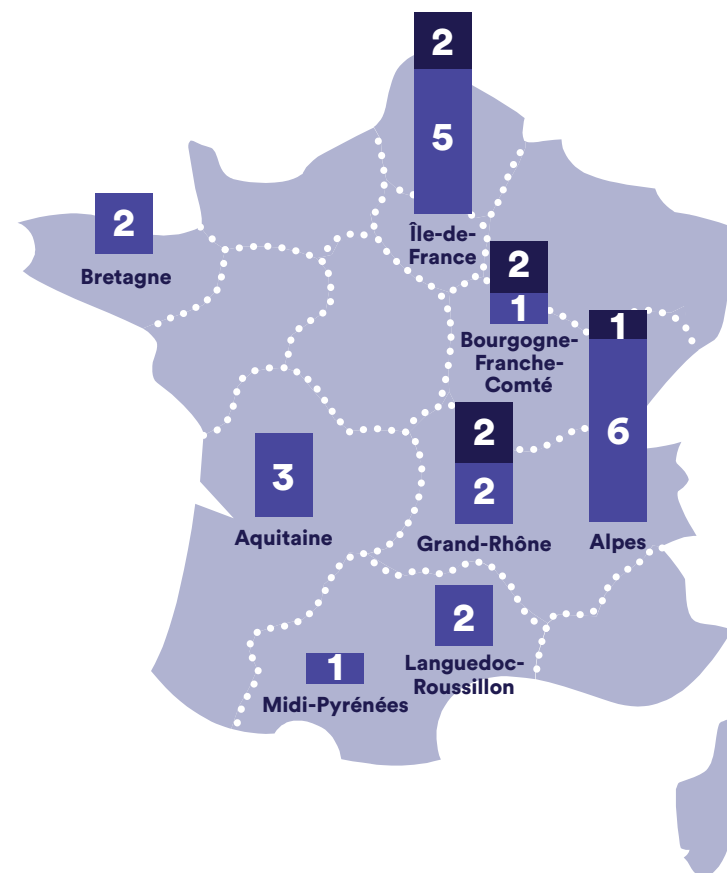 2
5
Île-de-
France
2
Bretagne
2
1
Bourgogne-
Franche-
Comté
1
6
Alpes
2
2
Grand-Rhône
3
Aquitaine
2
Languedoc-
Roussillon
1
Midi-Pyrénées